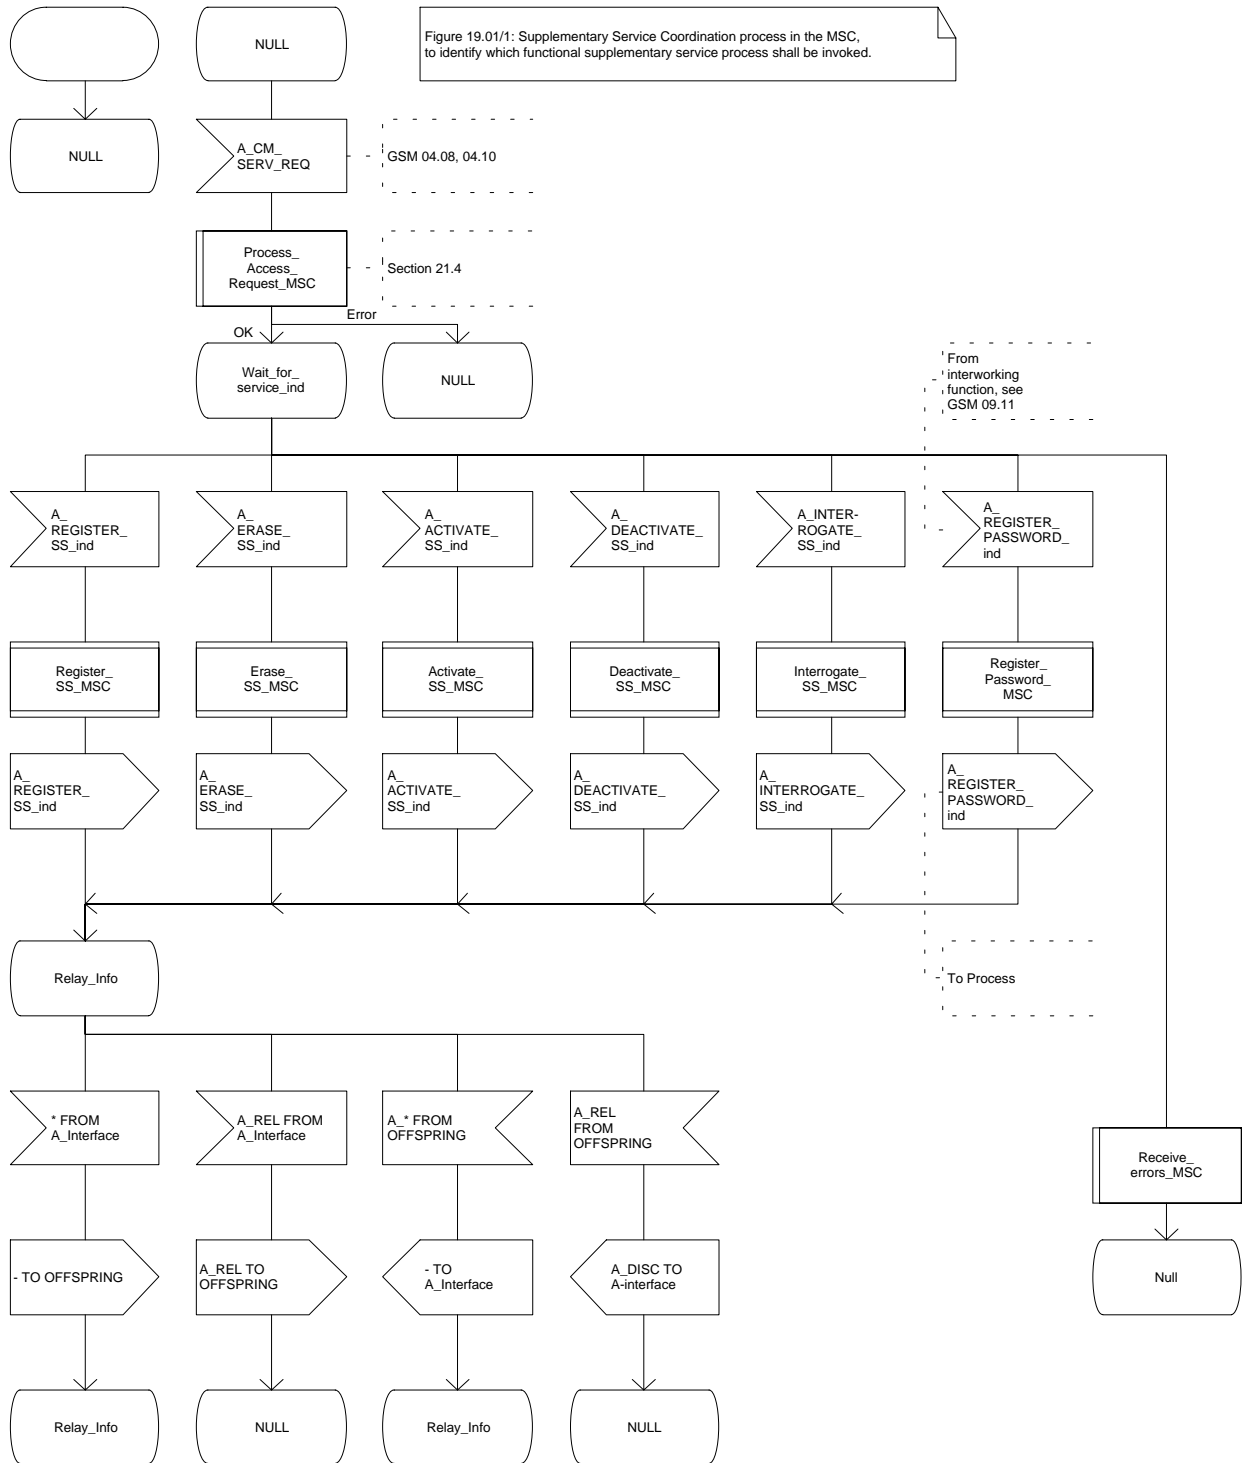 NULL
Figure 19.01/1: Supplementary Service Coordination process in the MSC,
to identify which functional supplementary service process shall be invoked.
NULL
A_CM_
SERV_REQ
GSM 04.08, 04.10
Process_
Access_
Request_MSC
Section 21.4
Error
OK
Wait_for_
service_ind
NULL
From
interworking
function, see
GSM 09.11
A_
REGISTER_
SS_ind
A_
ERASE_
SS_ind
A_
ACTIVATE_
SS_ind
A_
DEACTIVATE_
SS_ind
A_INTER-
ROGATE_
SS_ind
A_
REGISTER_
PASSWORD_
ind
Register_
SS_MSC
Erase_
SS_MSC
Activate_
SS_MSC
Deactivate_
SS_MSC
Interrogate_
SS_MSC
Register_
Password_
MSC
A_
REGISTER_
SS_ind
A_
ERASE_
SS_ind
A_
ACTIVATE_
SS_ind
A_
DEACTIVATE_
SS_ind
A_
INTERROGATE_
SS_ind
A_
REGISTER_
PASSWORD_
ind
Relay_Info
To Process
* FROM
A_Interface
A_REL FROM
A_Interface
A_* FROM
OFFSPRING
A_REL
FROM
OFFSPRING
Receive_
errors_MSC
- TO OFFSPRING
A_REL TO
OFFSPRING
- TO
A_Interface
A_DISC TO
A-interface
Null
Relay_Info
NULL
Relay_Info
NULL